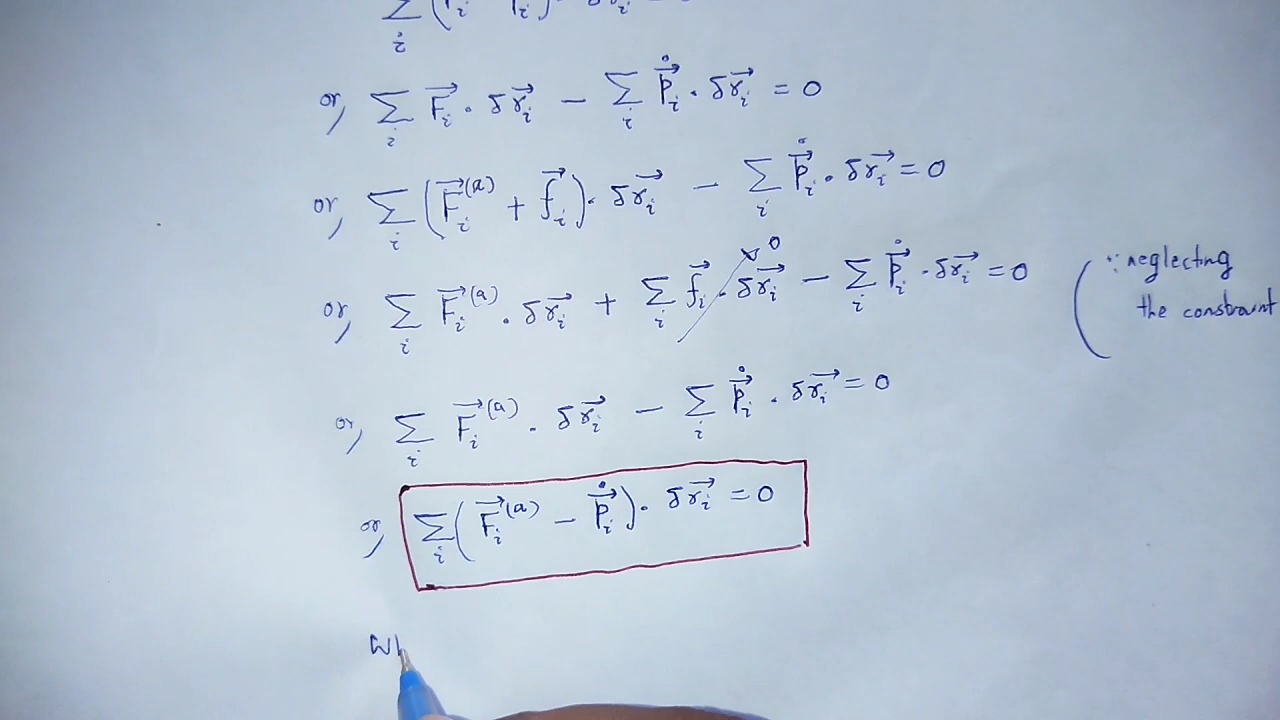 or, ∑ᵢ F⃗ᵢ · δr⃗ᵢ − ∑ᵢ ṗ⃗ᵢ · δr⃗ᵢ = 0
or, ∑ᵢ (F⃗ᵢ⁽ᵃ⁾ + f⃗ᵢ) · δr⃗ᵢ − ∑ᵢ ṗ⃗ᵢ · δr⃗ᵢ = 0
or, ∑ᵢ F⃗ᵢ⁽ᵃ⁾ · δr⃗ᵢ + ∑ᵢ f⃗ᵢ · δr⃗ᵢ ↗ 0 − ∑ᵢ ṗ⃗ᵢ · δr⃗ᵢ = 0
( ∵ neglecting
the constraint
or, ∑ᵢ F⃗ᵢ⁽ᵃ⁾ · δr⃗ᵢ − ∑ᵢ ṗ⃗ᵢ · δr⃗ᵢ = 0
or, ∑ᵢ (F⃗ᵢ⁽ᵃ⁾ − ṗ⃗ᵢ) · δr⃗ᵢ = 0